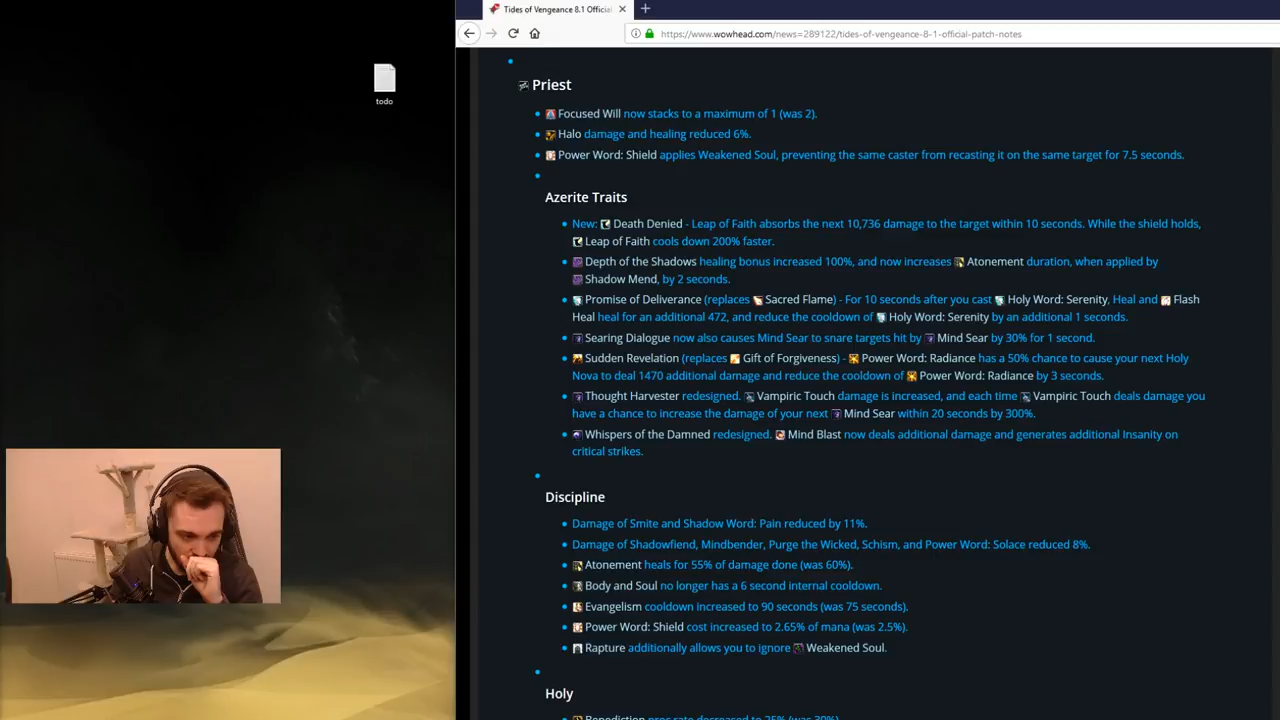 Tides of Vengeance 8.1 Official
https://www.wowhead.com/news=289122/tides-of-vengeance-8-1-official-patch-notes
todo
Priest
Focused Will now stacks to a maximum of 1 (was 2).
Halo damage and healing reduced 6%.
Power Word: Shield applies Weakened Soul, preventing the same caster from recasting it on the same target for 7.5 seconds.
Azerite Traits
New: Death Denied - Leap of Faith absorbs the next 10,736 damage to the target within 10 seconds. While the shield holds,
Leap of Faith cools down 200% faster.
Depth of the Shadows healing bonus increased 100%, and now increases Atonement duration, when applied by
Shadow Mend, by 2 seconds.
Promise of Deliverance (replaces Sacred Flame) - For 10 seconds after you cast Holy Word: Serenity, Heal and Flash
Heal heal for an additional 472, and reduce the cooldown of Holy Word: Serenity by an additional 1 seconds.
Searing Dialogue now also causes Mind Sear to snare targets hit by Mind Sear by 30% for 1 second.
Sudden Revelation (replaces Gift of Forgiveness) - Power Word: Radiance has a 50% chance to cause your next Holy
Nova to deal 1470 additional damage and reduce the cooldown of Power Word: Radiance by 3 seconds.
Thought Harvester redesigned. Vampiric Touch damage is increased, and each time Vampiric Touch deals damage you
have a chance to increase the damage of your next Mind Sear within 20 seconds by 300%.
Whispers of the Damned redesigned. Mind Blast now deals additional damage and generates additional Insanity on
critical strikes.
Discipline
Damage of Smite and Shadow Word: Pain reduced by 11%.
Damage of Shadowfiend, Mindbender, Purge the Wicked, Schism, and Power Word: Solace reduced 8%.
Atonement heals for 55% of damage done (was 60%).
Body and Soul no longer has a 6 second internal cooldown.
Evangelism cooldown increased to 90 seconds (was 75 seconds).
Power Word: Shield cost increased to 2.65% of mana (was 2.5%).
Rapture additionally allows you to ignore Weakened Soul.
Holy
Benediction proc rate decreased to 25% (was 30%).